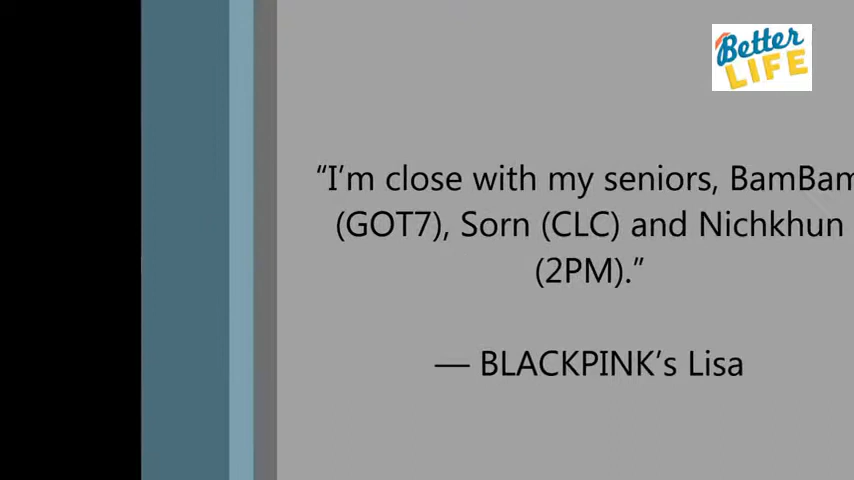 Better
LIFE
“I’m close with my seniors, BamBam
(GOT7), Sorn (CLC) and Nichkhun
(2PM).”
— BLACKPINK’s Lisa